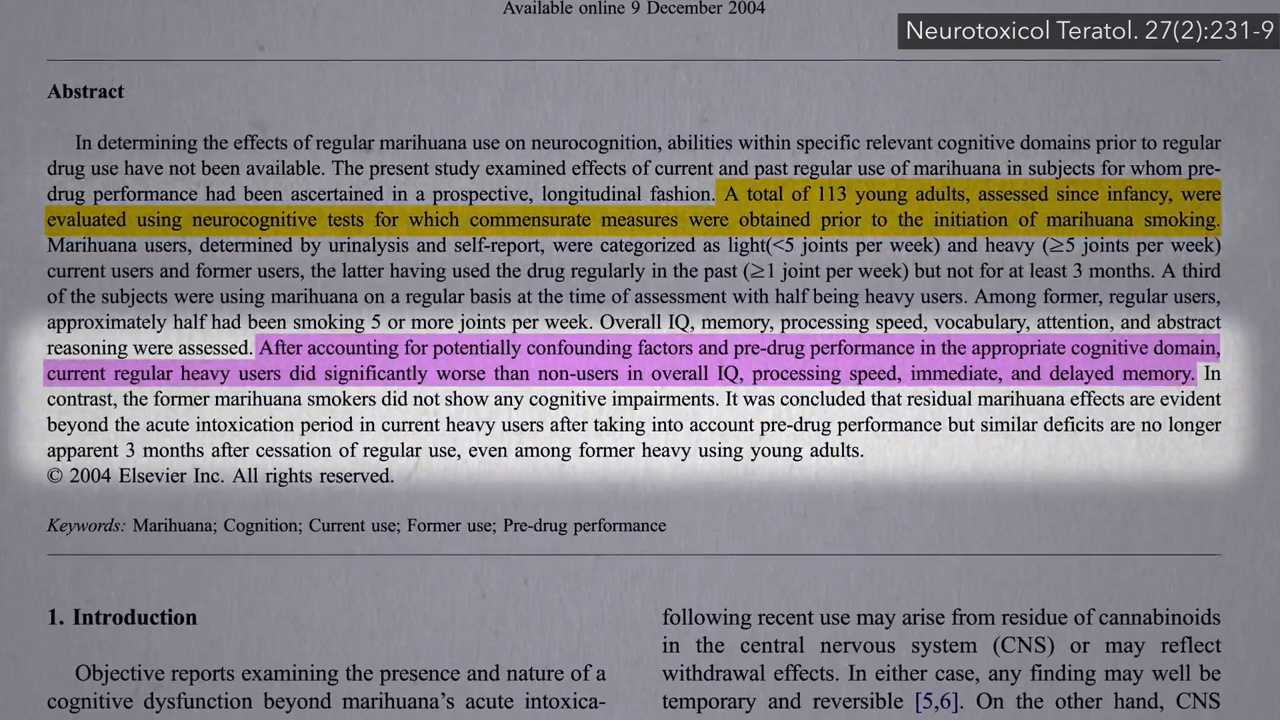 Available online 9 December 2004
Neurotoxicol Teratol. 27(2):231-9
Abstract
In determining the effects of regular marihuana use on neurocognition, abilities within specific relevant cognitive domains prior to regular
drug use have not been available. The present study examined effects of current and past regular use of marihuana in subjects for whom pre-
drug performance had been ascertained in a prospective, longitudinal fashion. A total of 113 young adults, assessed since infancy, were
evaluated using neurocognitive tests for which commensurate measures were obtained prior to the initiation of marihuana smoking.
Marihuana users, determined by urinalysis and self-report, were categorized as light(<5 joints per week) and heavy (≥5 joints per week)
current users and former users, the latter having used the drug regularly in the past (≥1 joint per week) but not for at least 3 months. A third
of the subjects were using marihuana on a regular basis at the time of assessment with half being heavy users. Among former, regular users,
approximately half had been smoking 5 or more joints per week. Overall IQ, memory, processing speed, vocabulary, attention, and abstract
reasoning were assessed. After accounting for potentially confounding factors and pre-drug performance in the appropriate cognitive domain,
current regular heavy users did significantly worse than non-users in overall IQ, processing speed, immediate, and delayed memory. In
contrast, the former marihuana smokers did not show any cognitive impairments. It was concluded that residual marihuana effects are evident
beyond the acute intoxication period in current heavy users after taking into account pre-drug performance but similar deficits are no longer
apparent 3 months after cessation of regular use, even among former heavy using young adults.
© 2004 Elsevier Inc. All rights reserved.
Keywords: Marihuana; Cognition; Current use; Former use; Pre-drug performance
1. Introduction
Objective reports examining the presence and nature of a
cognitive dysfunction beyond marihuana's acute intoxica-
following recent use may arise from residue of cannabinoids
in the central nervous system (CNS) or may reflect
withdrawal effects. In either case, any finding may well be
temporary and reversible [5,6]. On the other hand, CNS